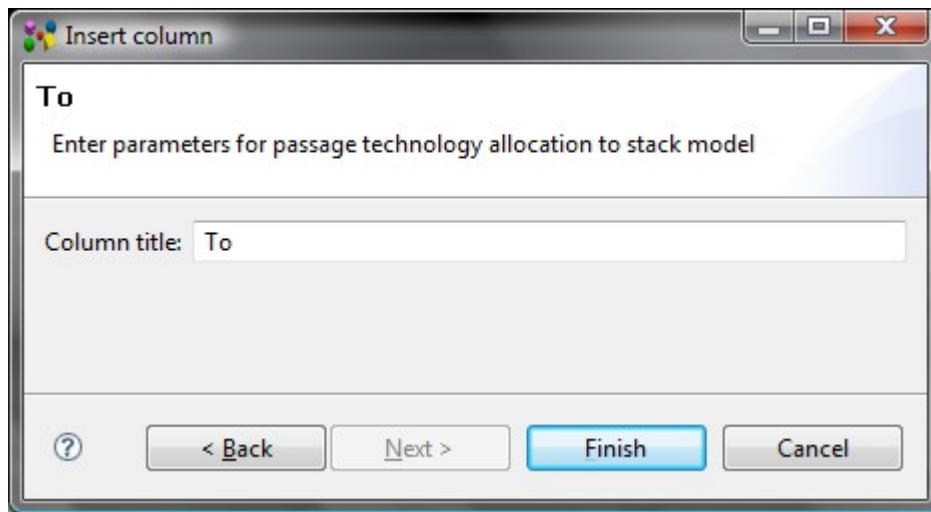 Insert column
To
Enter parameters for passage technology allocation to stack model
Column title: To
? < Back Next > Finish Cancel